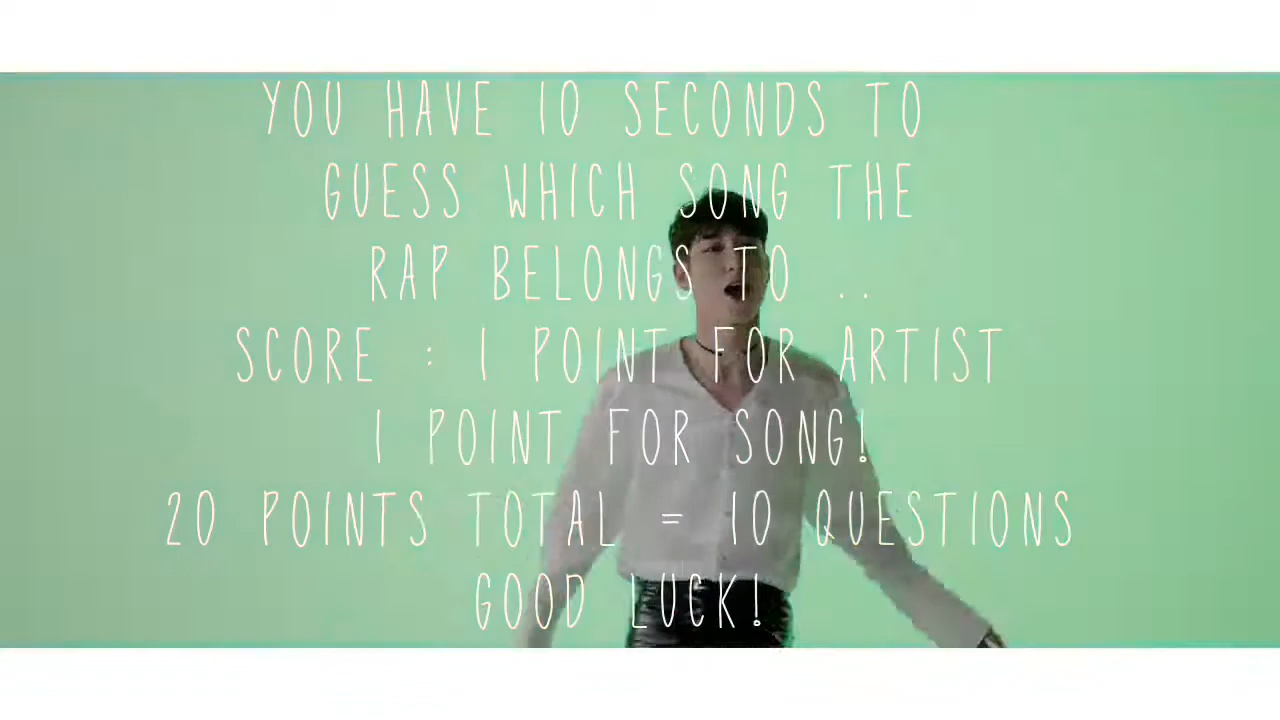 YOU HAVE 10 SECONDS TO
GUESS WHICH SONG THE
RAP BELONGS TO ..
SCORE : 1 POINT FOR ARTIST
1 POINT FOR SONG!
20 POINTS TOTAL = 10 QUESTIONS
GOOD LUCK!